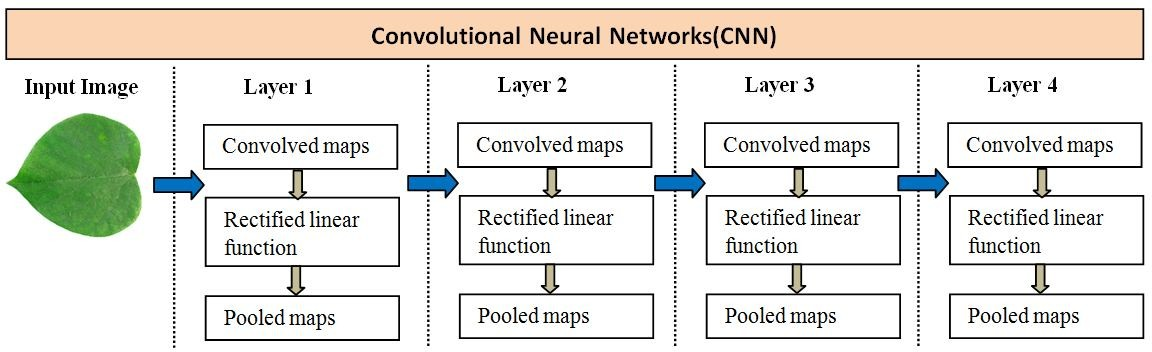 Convolutional Neural Networks(CNN)
Input Image
Layer 1
Convolved maps
Rectified linear
function
Pooled maps
Layer 2
Convolved maps
Rectified linear
function
Pooled maps
Layer 3
Convolved maps
Rectified linear
function
Pooled maps
Layer 4
Convolved maps
Rectified linear
function
Pooled maps